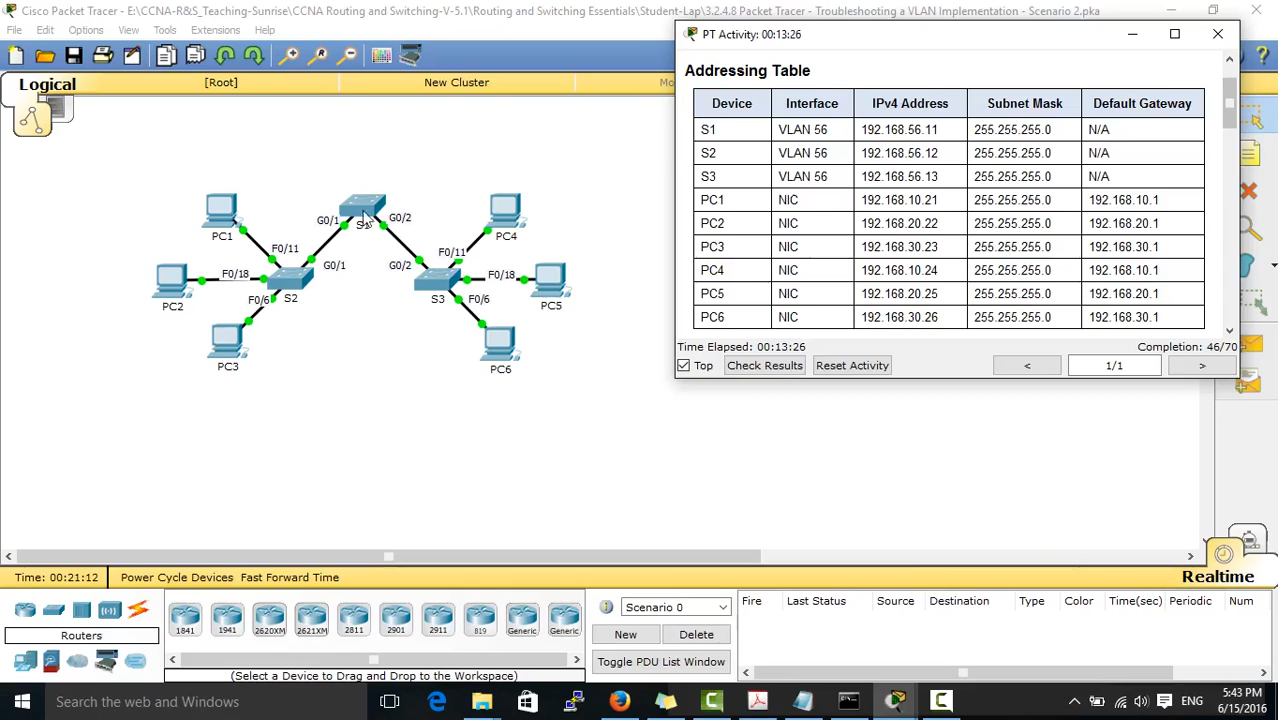 Cisco Packet Tracer - E:\CCNA-R&S_Teaching-Sunrise\CCNA Routing and Switching-V-5.1\Routing and Switching Essentials\Student-Lap\3.2.4.8 Packet Tracer - Troubleshooting a VLAN Implementation - Scenario 2.pka
File Edit Options View Tools Extensions Help
Logical [Root] New Cluster
PT Activity: 00:13:26
Addressing Table
Device Interface IPv4 Address Subnet Mask Default Gateway
S1 VLAN 56 192.168.56.11 255.255.255.0 N/A
S2 VLAN 56 192.168.56.12 255.255.255.0 N/A
S3 VLAN 56 192.168.56.13 255.255.255.0 N/A
PC1 NIC 192.168.10.21 255.255.255.0 192.168.10.1
PC2 NIC 192.168.20.22 255.255.255.0 192.168.20.1
PC3 NIC 192.168.30.23 255.255.255.0 192.168.30.1
PC4 NIC 192.168.10.24 255.255.255.0 192.168.10.1
PC5 NIC 192.168.20.25 255.255.255.0 192.168.20.1
PC6 NIC 192.168.30.26 255.255.255.0 192.168.30.1
Time Elapsed: 00:13:26 Completion: 46/70
Top Check Results Reset Activity < 1/1 >
G0/1 G0/2
PC1 PC4
F0/11 G0/1 G0/2 F0/11
F0/18 F0/18
PC2 F0/6 S2 S3 F0/6 PC5
PC3 PC6
Time: 00:21:12 Power Cycle Devices Fast Forward Time
Realtime
Routers
1841 1941 2620XM 2621XM 2811 2901 2911 819 Generic Generic
(Select a Device to Drag and Drop to the Workspace)
Scenario 0
New Delete
Toggle PDU List Window
Fire Last Status Source Destination Type Color Time(sec) Periodic Num
Search the web and Windows
ENG
5:43 PM
6/15/2016